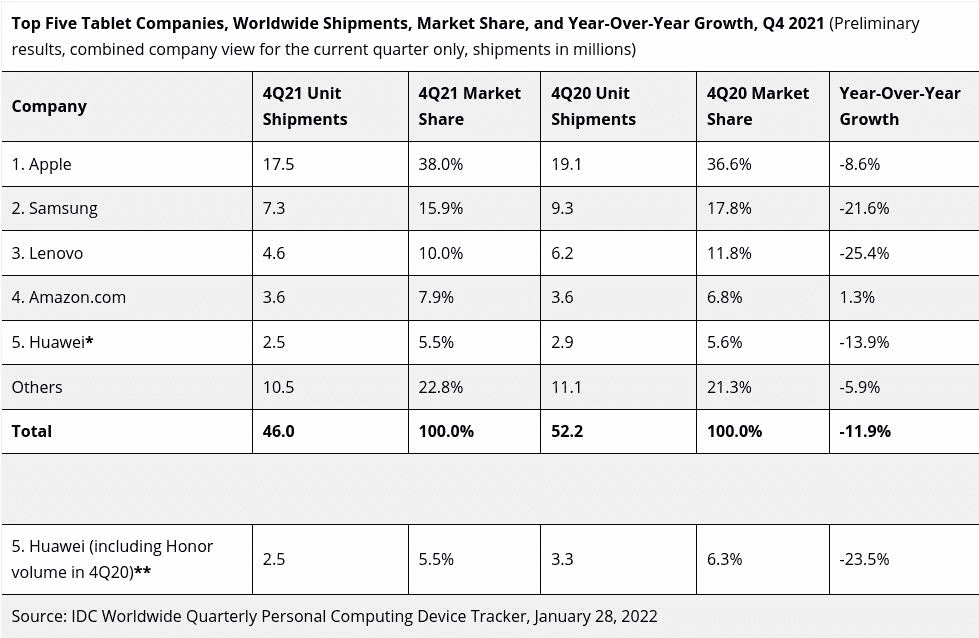 Top Five Tablet Companies, Worldwide Shipments, Market Share, and Year-Over-Year Growth, Q4 2021 (Preliminary
results, combined company view for the current quarter only, shipments in millions)
Company 4Q21 Unit Shipments 4Q21 Market Share 4Q20 Unit Shipments 4Q20 Market Share Year-Over-Year Growth
1. Apple 17.5 38.0% 19.1 36.6% -8.6%
2. Samsung 7.3 15.9% 9.3 17.8% -21.6%
3. Lenovo 4.6 10.0% 6.2 11.8% -25.4%
4. Amazon.com 3.6 7.9% 3.6 6.8% 1.3%
5. Huawei* 2.5 5.5% 2.9 5.6% -13.9%
Others 10.5 22.8% 11.1 21.3% -5.9%
Total 46.0 100.0% 52.2 100.0% -11.9%
5. Huawei (including Honor volume in 4Q20)** 2.5 5.5% 3.3 6.3% -23.5%
Source: IDC Worldwide Quarterly Personal Computing Device Tracker, January 28, 2022